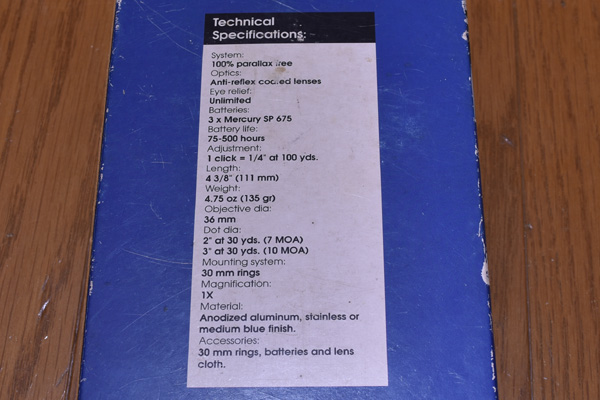 Technical
Specifications:
System:
100% parallax free
Optics:
Anti-reflex coated lenses
Eye relief:
Unlimited
Batteries:
3 x Mercury SP 675
Battery life:
75-500 hours
Adjustment:
1 click = 1/4" at 100 yds.
Length:
4 3/8" (111 mm)
Weight:
4.75 oz (135 gr)
Objective dia:
36 mm
Dot dia:
2" at 30 yds. (7 MOA)
3" at 30 yds. (10 MOA)
Mounting system:
30 mm rings
Magnification:
1X
Material:
Anodized aluminum, stainless or
medium blue finish.
Accessories:
30 mm rings, batteries and lens
cloth.